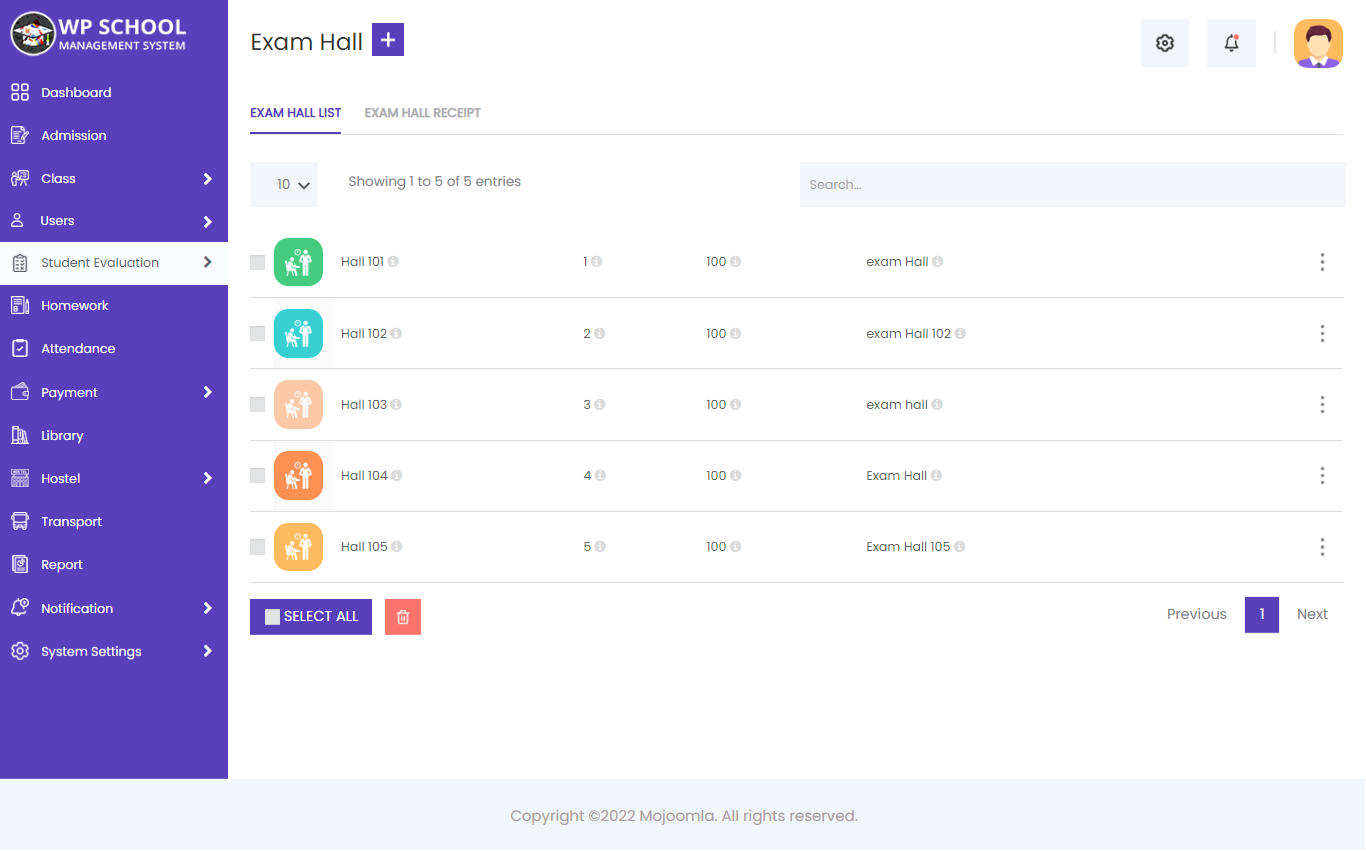 WP SCHOOL
MANAGEMENT SYSTEM
Dashboard
Admission
Class
Users
Student Evaluation
Homework
Attendance
Payment
Library
Hostel
Transport
Report
Notification
System Settings
Exam Hall +
EXAM HALL LIST EXAM HALL RECEIPT
10 Showing 1 to 5 of 5 entries Search...
Hall 101 1 100 exam Hall
Hall 102 2 100 exam Hall 102
Hall 103 3 100 exam hall
Hall 104 4 100 Exam Hall
Hall 105 5 100 Exam Hall 105
SELECT ALL Previous 1 Next
Copyright ©2022 Mojoomla. All rights reserved.